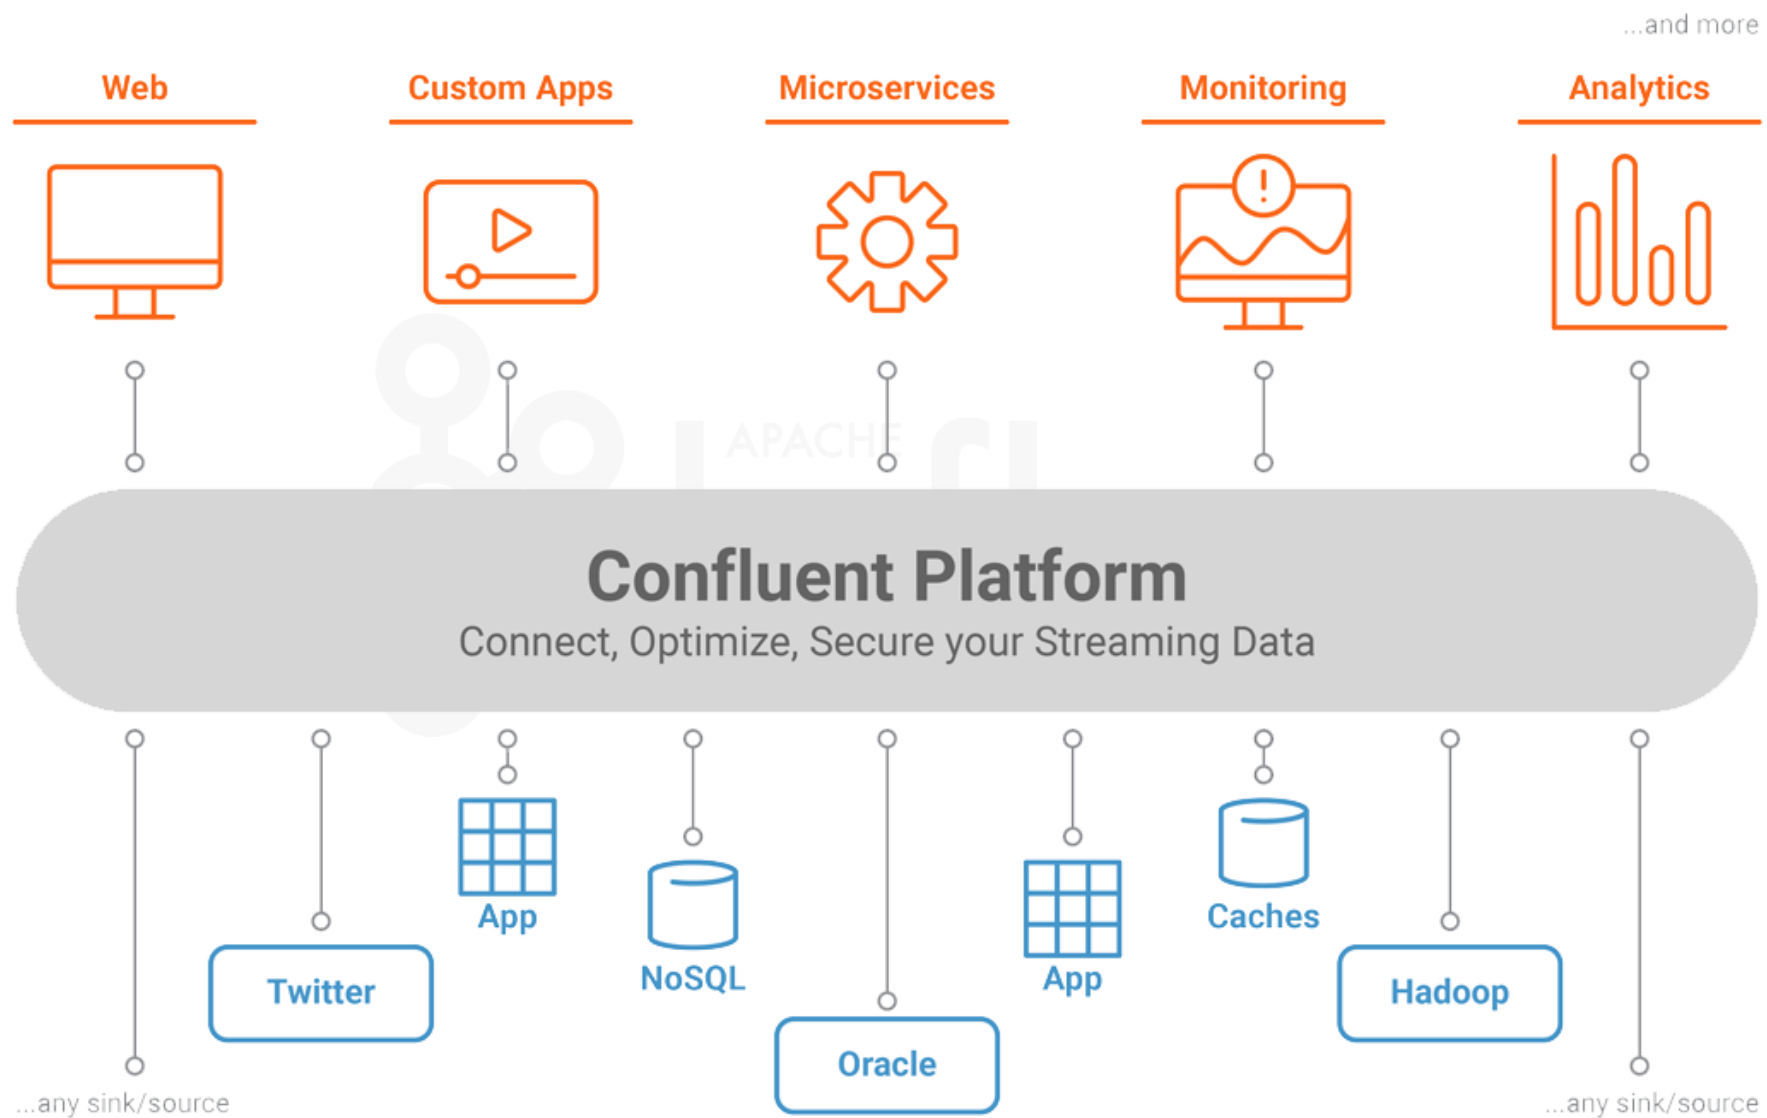 ...and more
Web
Custom Apps
Microservices
Monitoring
Analytics
APACHE
Confluent Platform
Connect, Optimize, Secure your Streaming Data
App
Caches
NoSQL
App
Twitter
Hadoop
Oracle
...any sink/source
...any sink/source